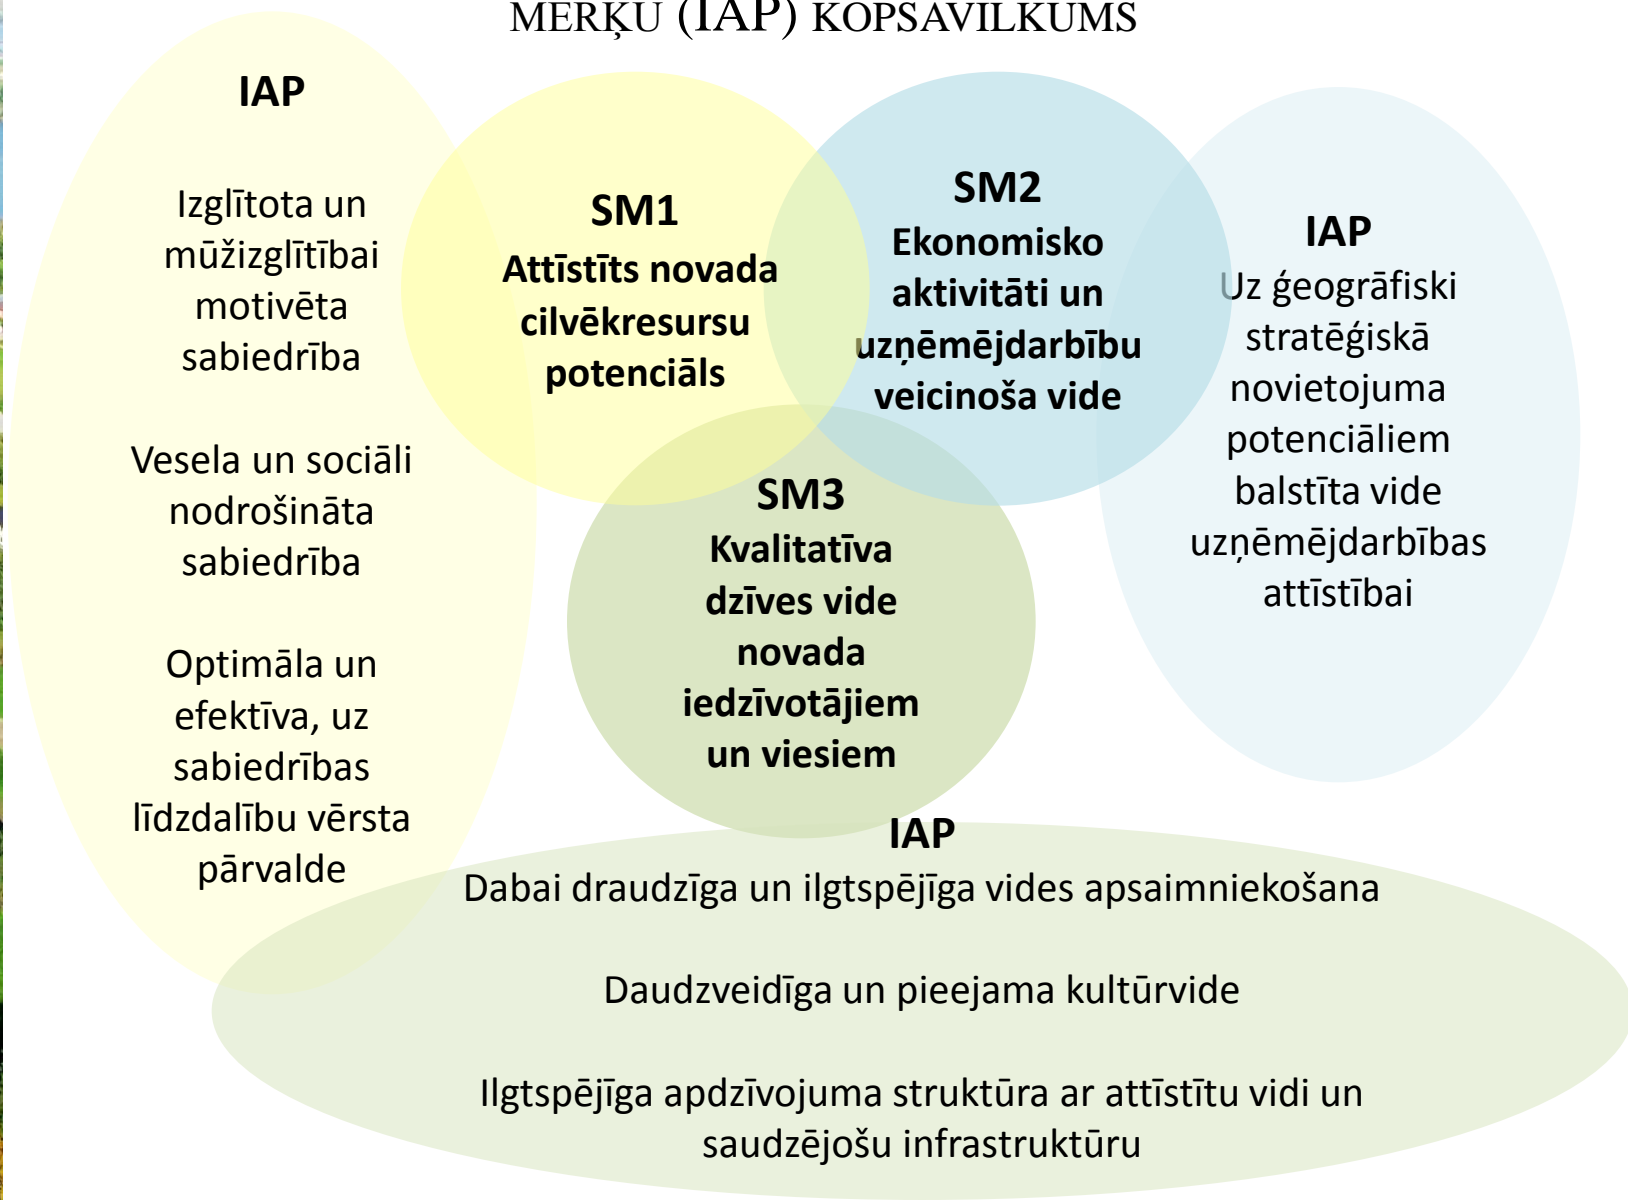 MĒRĶU (IAP) KOPSAVILKUMS
IAP
Izglītota un
mūžizglītībai
motivēta
sabiedrība
Vesela un sociāli
nodrošināta
sabiedrība
Optimāla un
efektīva, uz
sabiedrības
līdzdalību vērsta
pārvalde
SM1
Attīstīts novada
cilvēkresursu
potenciāls
SM2
Ekonomisko
aktivitāti un
uzņēmējdarbību
veicinoša vide
IAP
Uz ģeogrāfiski
stratēģiskā
novietojuma
potenciāliem
balstīta vide
uzņēmējdarbības
attīstībai
SM3
Kvalitatīva
dzīves vide
novada
iedzīvotājiem
un viesiem
IAP
Dabai draudzīga un ilgtspējīga vides apsaimniekošana
Daudzveidīga un pieejama kultūrvide
Ilgtspējīga apdzīvojuma struktūra ar attīstītu vidi un
saudzējošu infrastruktūru